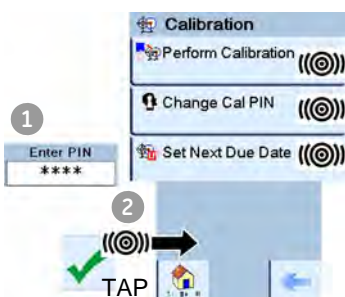 Calibration
Perform Calibration
Change Cal PIN
1
Enter PIN
****
Set Next Due Date
2
TAP